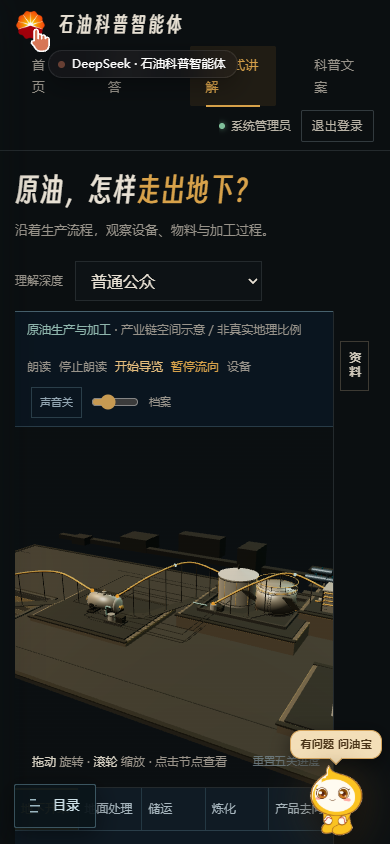 石油科普智能体
首页
答
DeepSeek · 石油科普智能体
式讲解
科普文案
系统管理员
退出登录
原油，怎样走出地下？
沿着生产流程，观察设备、物料与加工过程。
理解深度
普通公众
原油生产与加工 · 产业链空间示意 / 非真实地理比例
资料
朗读 停止朗读 开始导览 暂停流向 设备
声音关
档案
有问题 问油宝
拖动 旋转 · 滚轮 缩放 · 点击节点查看
重置五关进度
目录
面处理
储运
炼化
产品去向